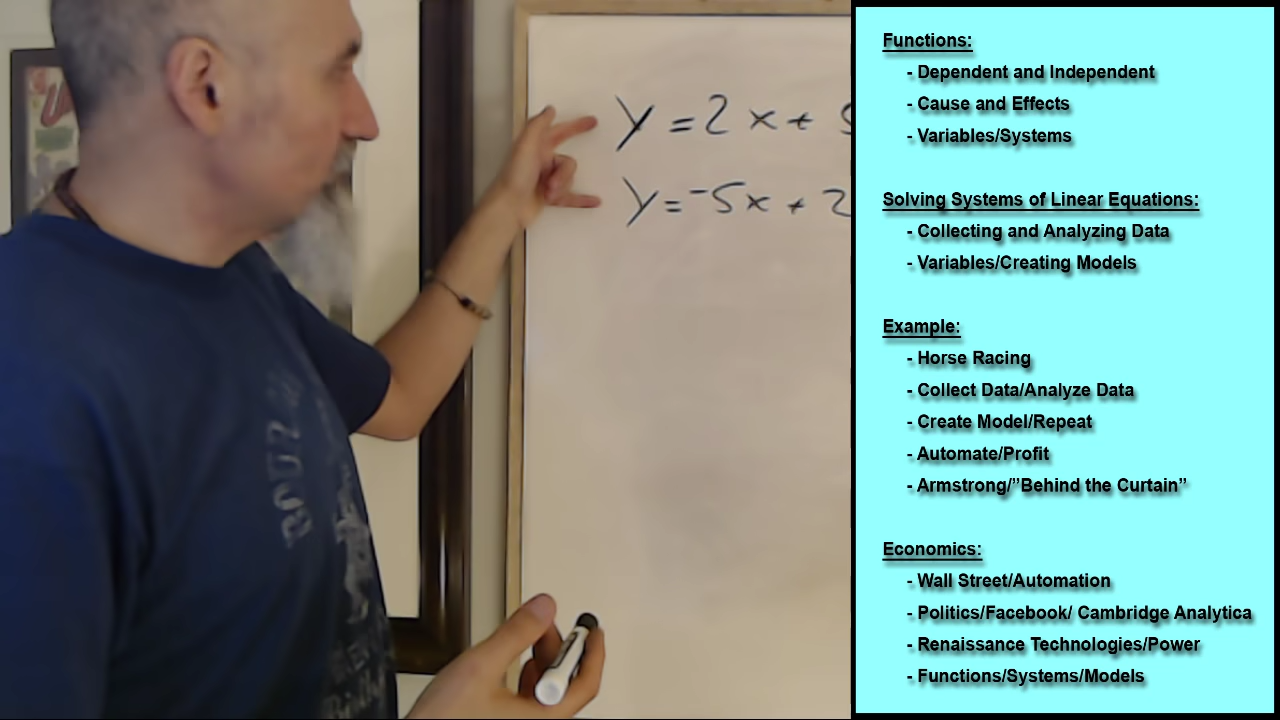 y = 2x +
y = -5x + 2
Functions:
- Dependent and Independent
- Cause and Effects
- Variables/Systems
Solving Systems of Linear Equations:
- Collecting and Analyzing Data
- Variables/Creating Models
Example:
- Horse Racing
- Collect Data/Analyze Data
- Create Model/Repeat
- Automate/Profit
- Armstrong/”Behind the Curtain”
Economics:
- Wall Street/Automation
- Politics/Facebook/ Cambridge Analytica
- Renaissance Technologies/Power
- Functions/Systems/Models